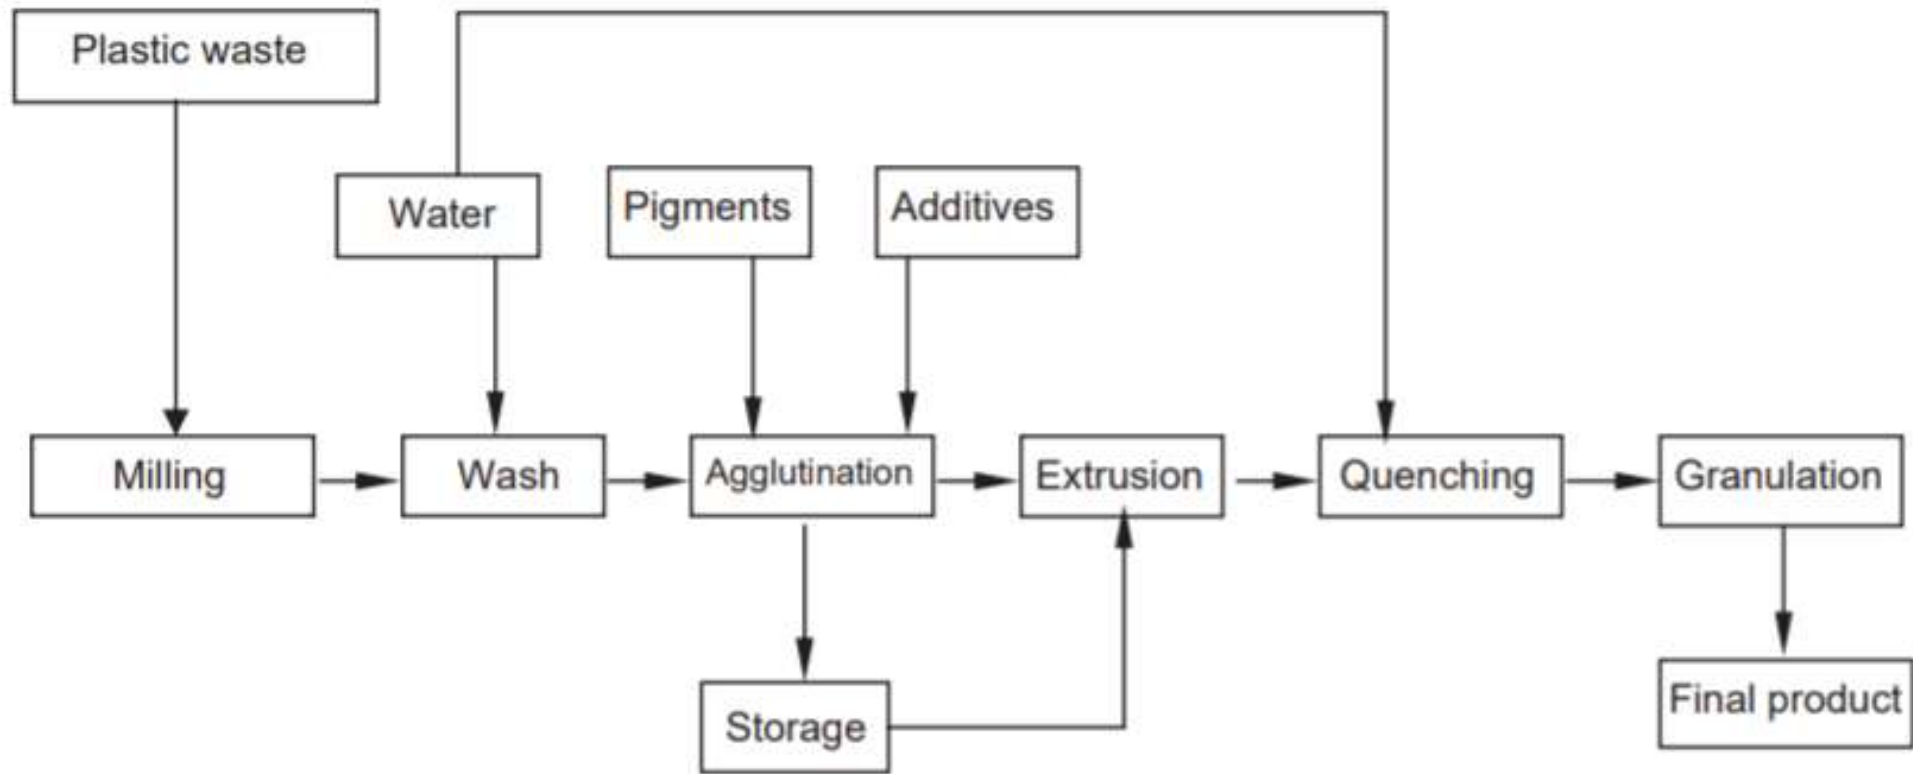 Plastic waste
Water
Pigments
Additives
Milling
Wash
Agglutination
Extrusion
Quenching
Granulation
Storage
Final product